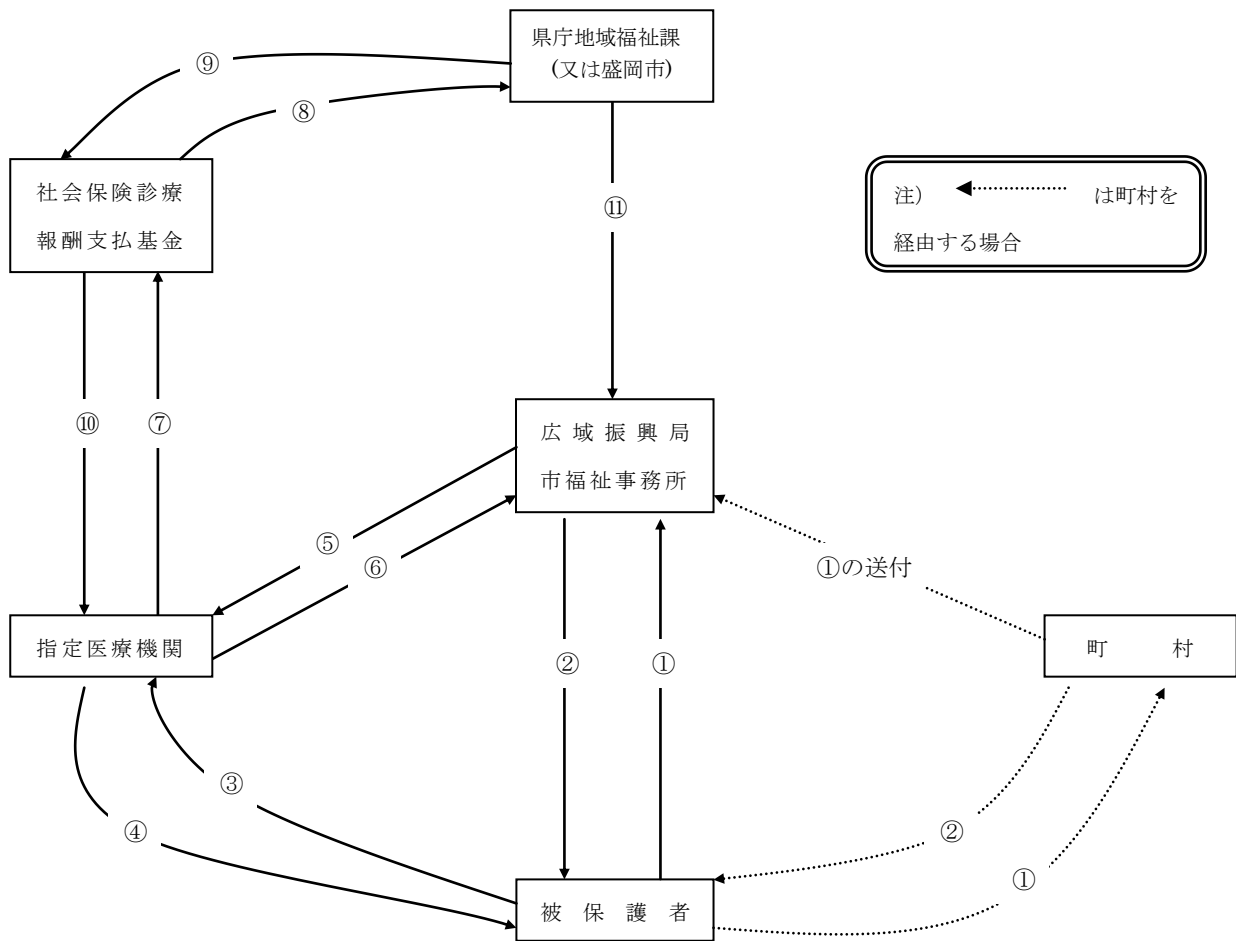 県庁地域福祉課
(又は盛岡市)
⑨
⑧
社会保険診療
報酬支払基金
注) は町村を
経由する場合
⑪
⑩
⑦
広域振興局
市福祉事務所
⑤
⑥
①の送付
指定医療機関
②
①
町村
③
④
②
①
被保護者